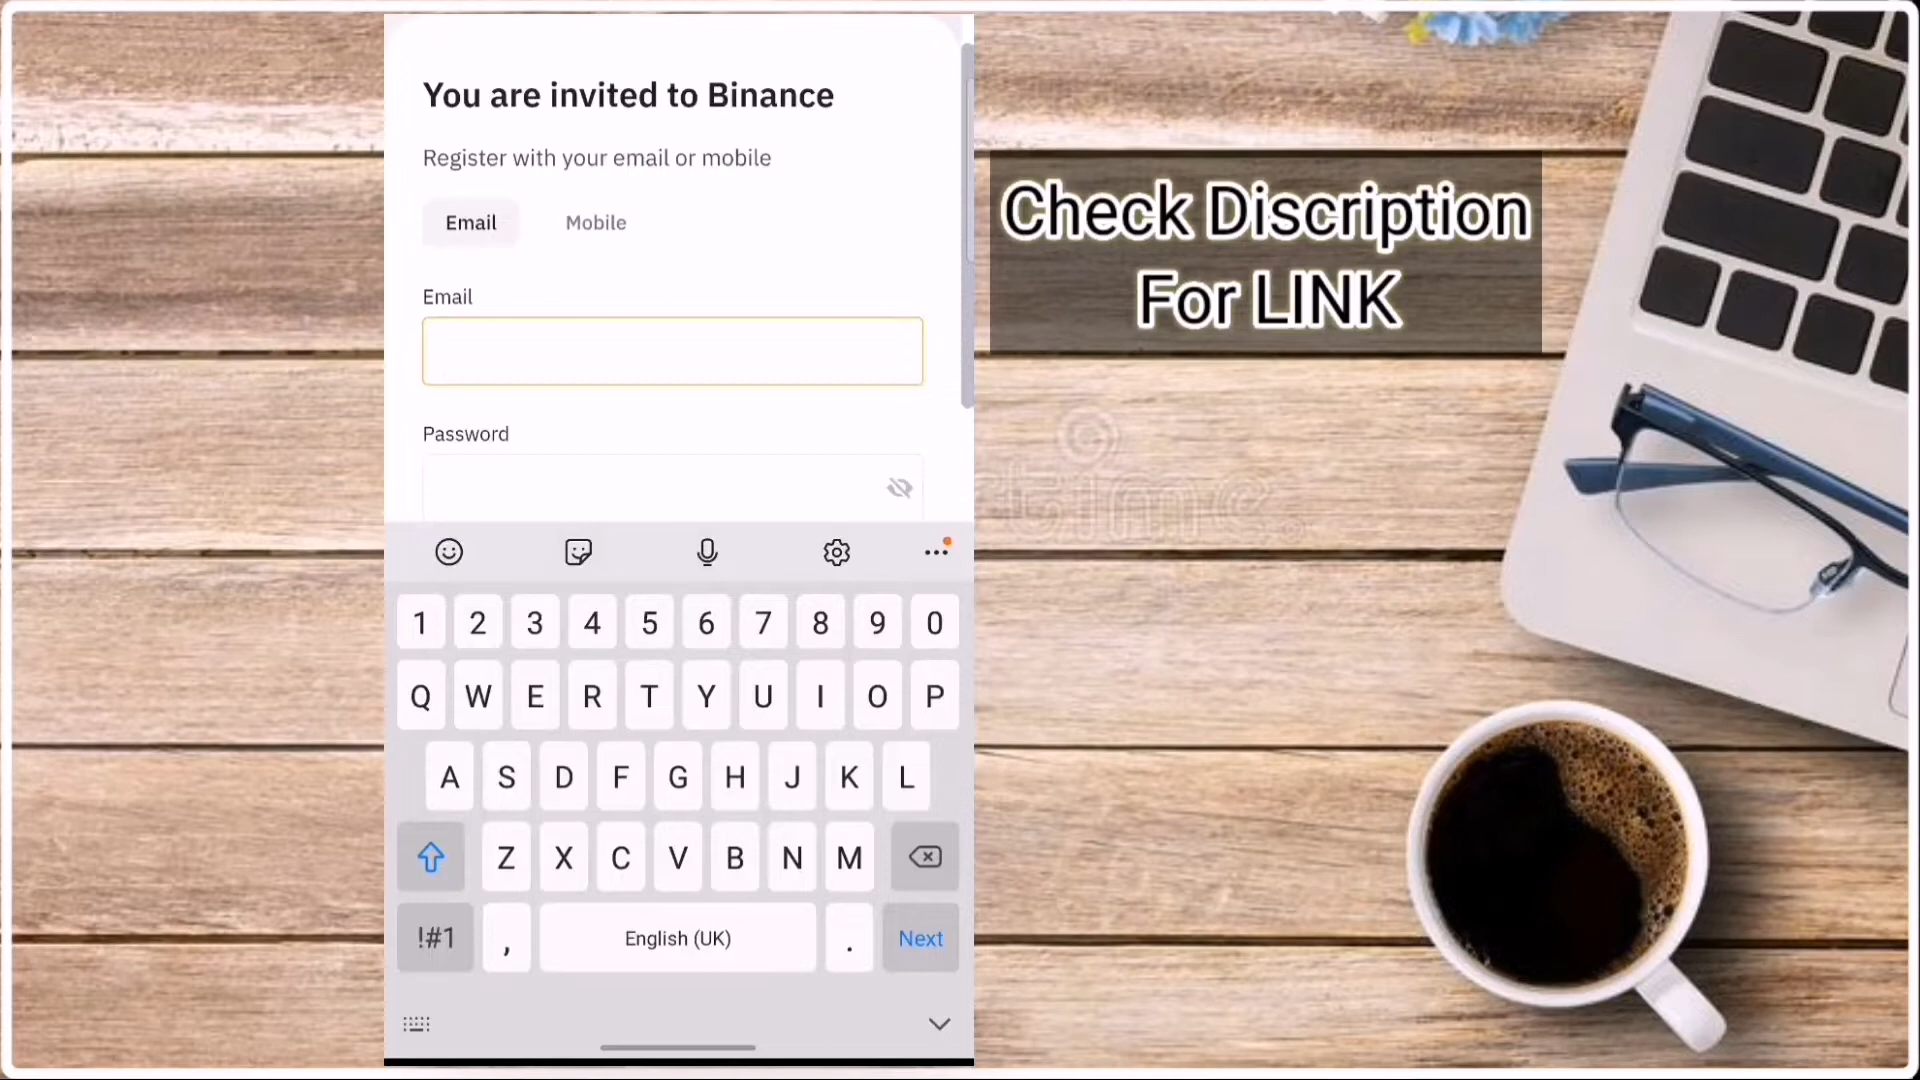 You are invited to Binance
Register with your email or mobile
Email Mobile
Email
Password
Check Discription
For LINK
1 2 3 4 5 6 7 8 9 0
Q W E R T Y U I O P
A S D F G H J K L
Z X C V B N M
!#1 , English (UK) . Next